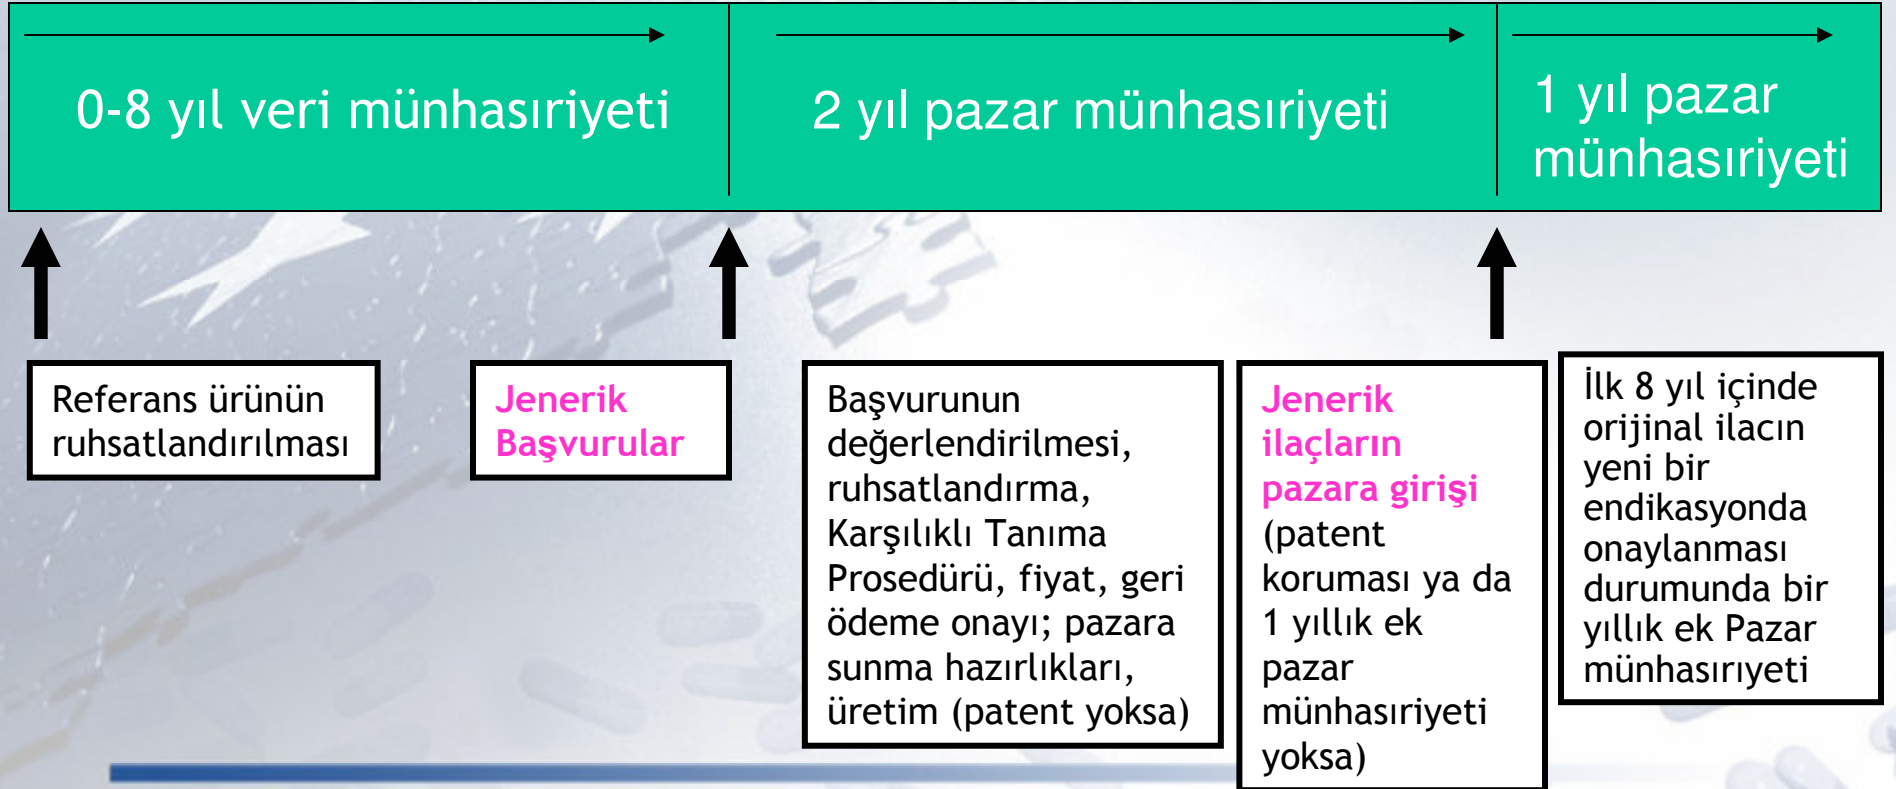 0-8 yıl veri münhasıriyeti
2 yıl pazar münhasıriyeti
1 yıl pazar
münhasıriyeti
Referans ürünün
ruhsatlandırılması
Jenerik
Başvurular
Başvurunun
değerlendirilmesi,
ruhsatlandırma,
Karşılıklı Tanıma
Prosedürü, fiyat, geri
ödeme onayı; pazara
sunma hazırlıkları,
üretim (patent yoksa)
Jenerik
ilaçların
pazara girişi
(patent
koruması ya da
1 yıllık ek
pazar
münhasıriyeti
yoksa)
İlk 8 yıl içinde
orijinal ilacın
yeni bir
endikasyonda
onaylanması
durumunda bir
yıllık ek Pazar
münhasırıyeti